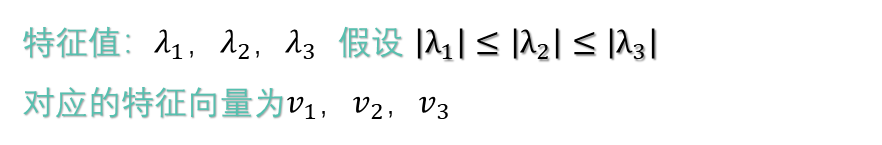 特征值：λ₁，λ₂，λ₃ 假设 |λ₁| ≤ |λ₂| ≤ |λ₃|
对应的特征向量为v₁，v₂，v₃